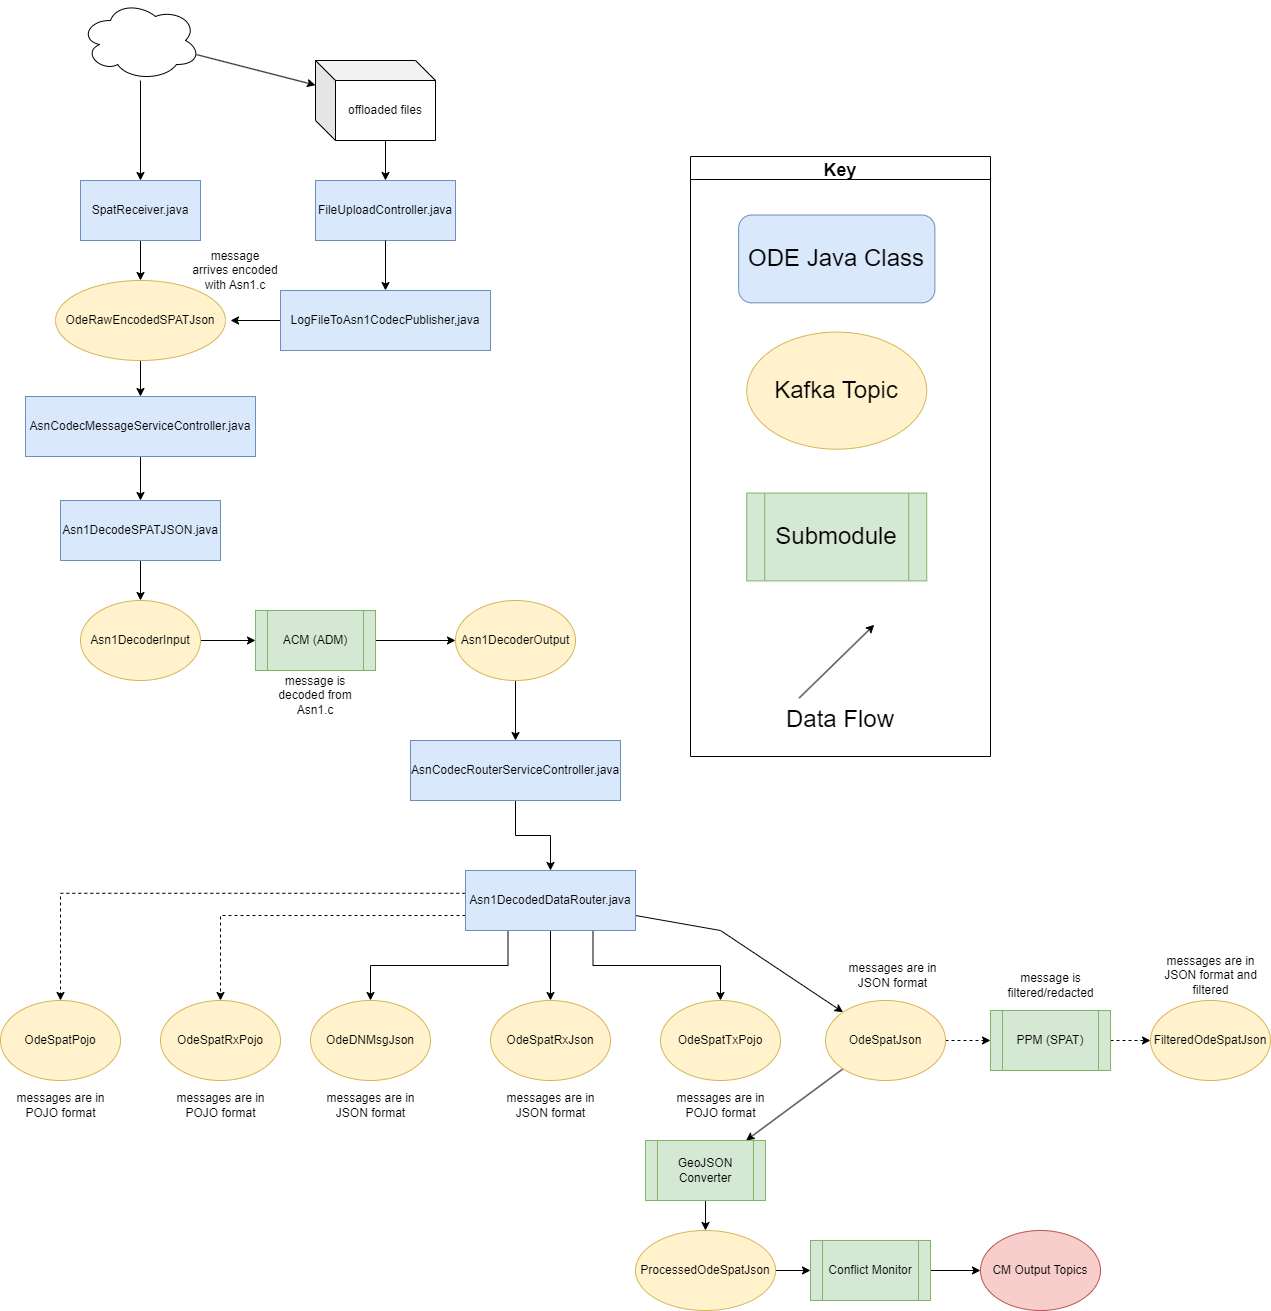 offloaded files
SpatReceiver.java
FileUploadController.java
message
arrives encoded
with Asn1.c
OdeRawEncodedSPATJson
LogFileToAsn1CodecPublisher,java
AsnCodecMessageServiceController.java
Asn1DecodeSPATJSON.java
Asn1DecoderInput
ACM (ADM)
Asn1DecoderOutput
message is
decoded from
Asn1.c
AsnCodecRouterServiceController.java
Asn1DecodedDataRouter.java
Key
ODE Java Class
Kafka Topic
Submodule
Data Flow
messages are in
JSON format
message is
filtered/redacted
messages are in
JSON format and
filtered
OdeSpatPojo
OdeSpatRxPojo
OdeDNMsgJson
OdeSpatRxJson
OdeSpatTxPojo
OdeSpatJson
PPM (SPAT)
FilteredOdeSpatJson
messages are in
POJO format
messages are in
POJO format
messages are in
JSON format
messages are in
JSON format
messages are in
POJO format
GeoJSON
Converter
ProcessedOdeSpatJson
Conflict Monitor
CM Output Topics